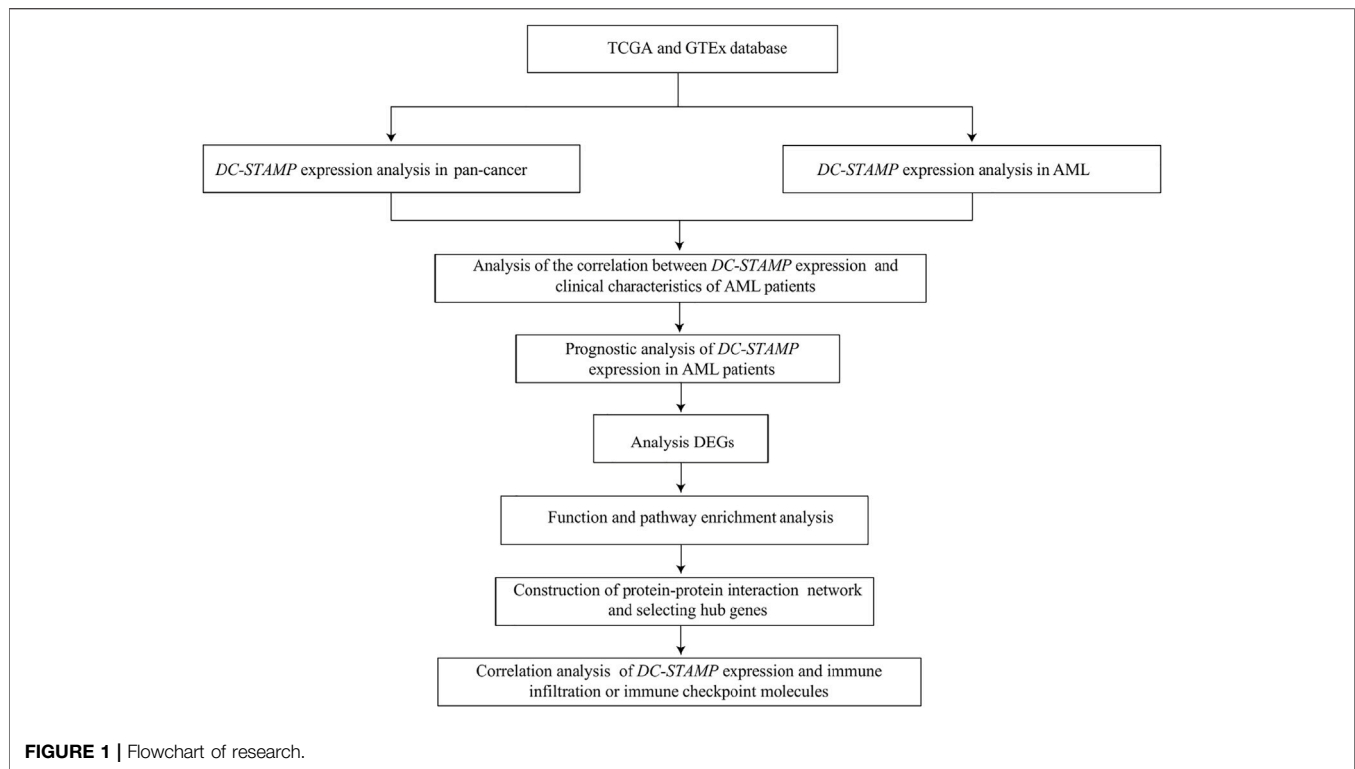 TCGA and GTEx database
DC-STAMP expression analysis in pan-cancer
DC-STAMP expression analysis in AML
Analysis of the correlation between DC-STAMP expression and
clinical characteristics of AML patients
Prognostic analysis of DC-STAMP
expression in AML patients
Analysis DEGs
Function and pathway enrichment analysis
Construction of protein-protein interaction network
and selecting hub genes
Correlation analysis of DC-STAMP expression and immune
infiltration or immune checkpoint molecules
FIGURE 1 | Flowchart of research.